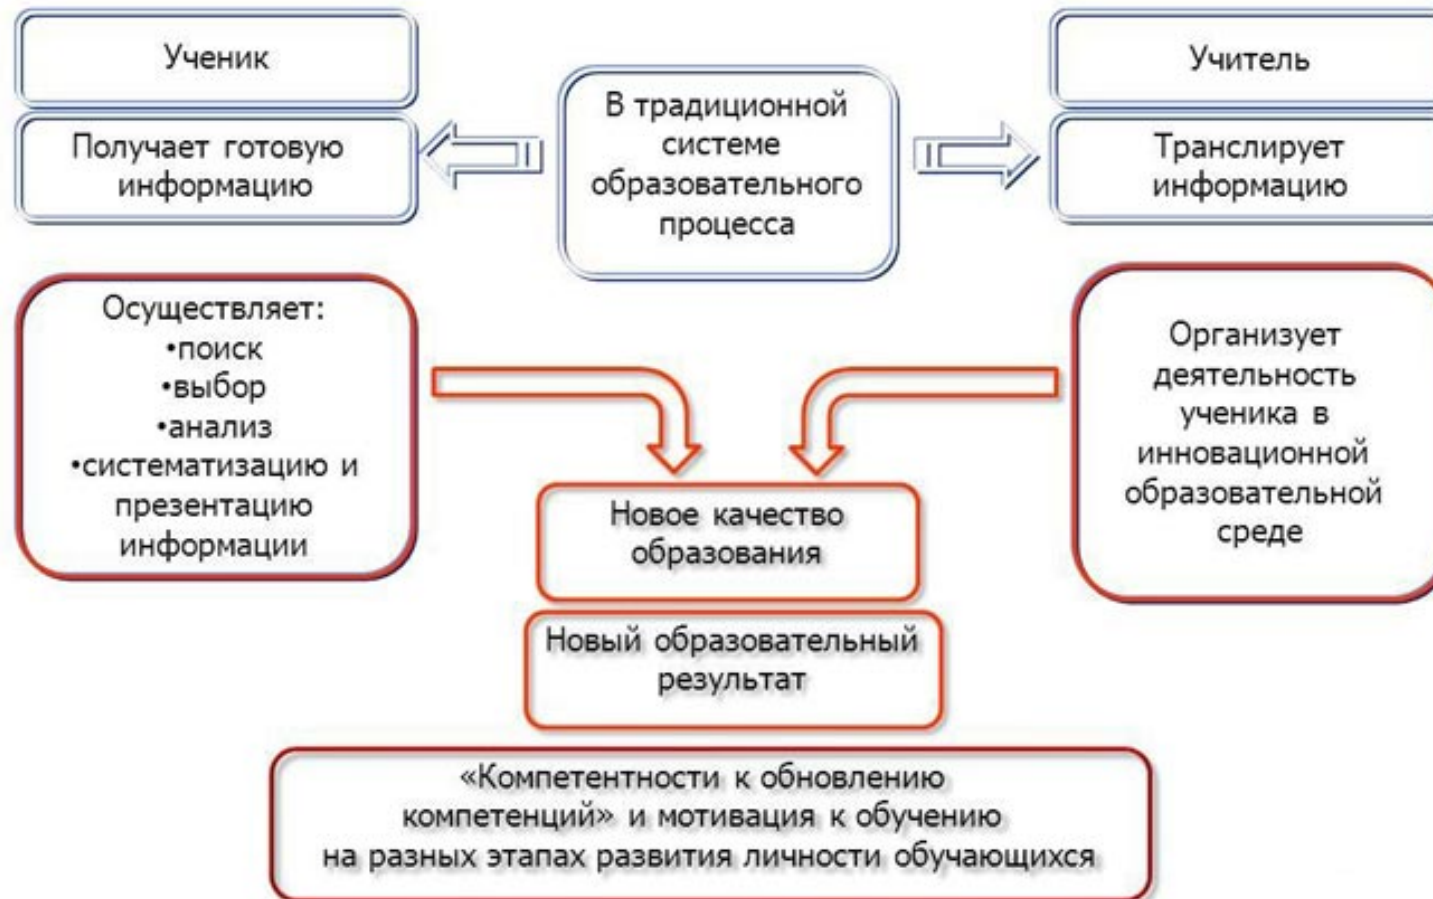 Ученик
Получает готовую
информацию
В традиционной
системе
образовательного
процесса
Учитель
Транслирует
информацию
Осуществляет:
•поиск
•выбор
•анализ
•систематизацию и
презентацию
информации
Организует
деятельность
ученика в
инновационной
образовательной
среде
Новое качество
образования
Новый образовательный
результат
«Компетентности к обновлению
компетенций» и мотивация к обучению
на разных этапах развития личности обучающихся